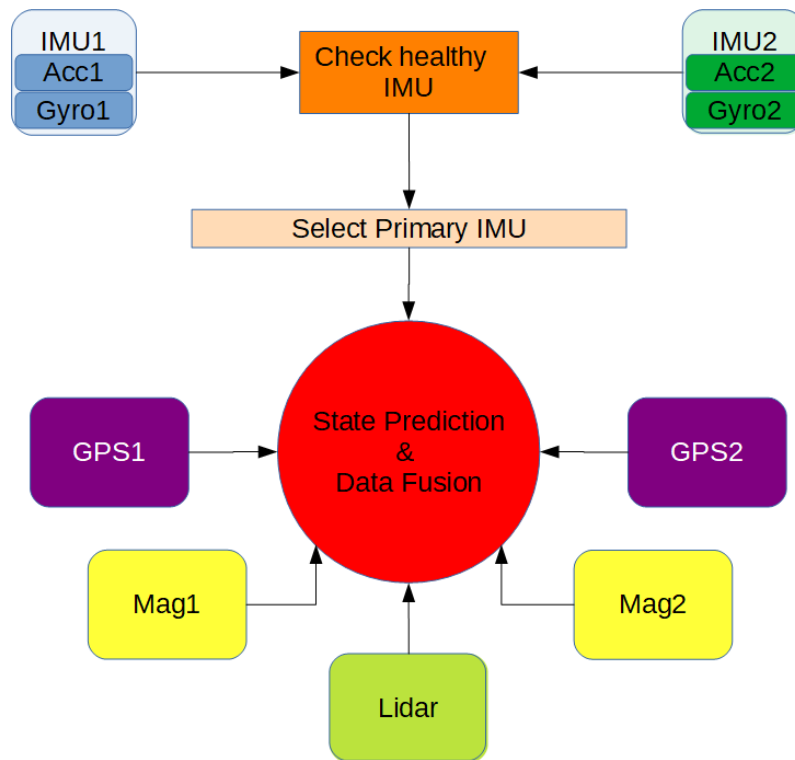 IMU1
Acc1
Gyro1
Check healthy
IMU
IMU2
Acc2
Gyro2
Select Primary IMU
State Prediction
&
Data Fusion
GPS1
GPS2
Mag1
Mag2
Lidar